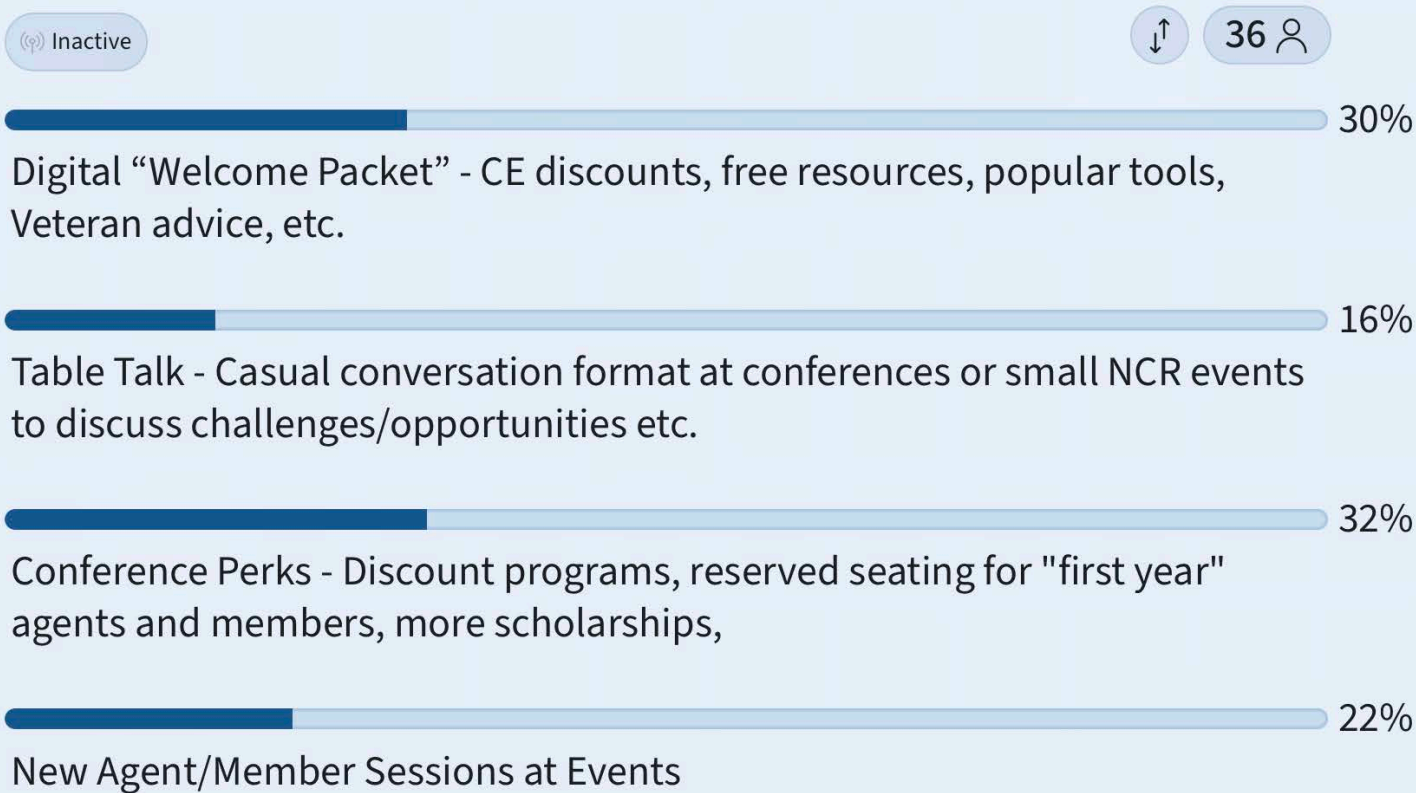 Inactive
36
30%
Digital “Welcome Packet” - CE discounts, free resources, popular tools,
Veteran advice, etc.
16%
Table Talk - Casual conversation format at conferences or small NCR events
to discuss challenges/opportunities etc.
32%
Conference Perks - Discount programs, reserved seating for "first year"
agents and members, more scholarships,
22%
New Agent/Member Sessions at Events